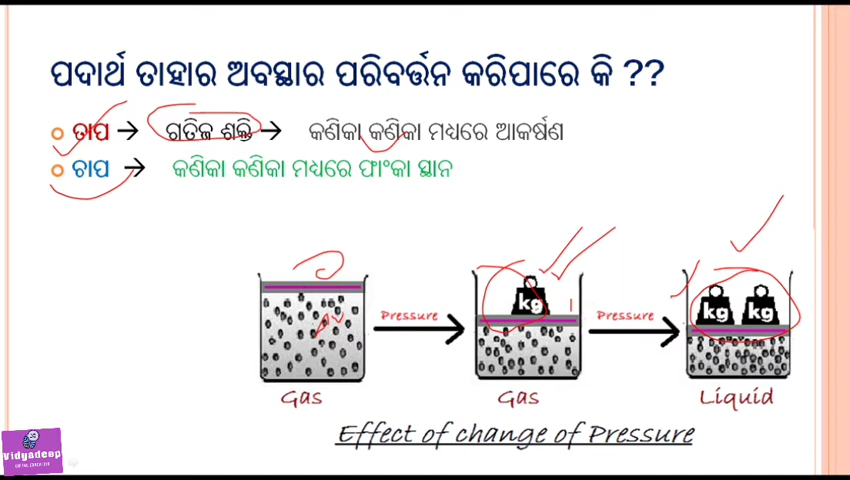 ପଦାର୍ଥ ତାହାର ଅବସ୍ଥାର ପରିବର୍ତ୍ତନ କରିପାରେ କି ??
ତାପ → ଗତିଜ ଶକ୍ତି → କଣିକା କଣିକା ମଧ୍ୟରେ ଆକର୍ଷଣ
ଚାପ → କଣିକା କଣିକା ମଧ୍ୟରେ ଫାଂକା ସ୍ଥାନ
kg kg kg
Pressure Pressure
Gas Gas Liquid
Effect of change of Pressure
Vidyadeep